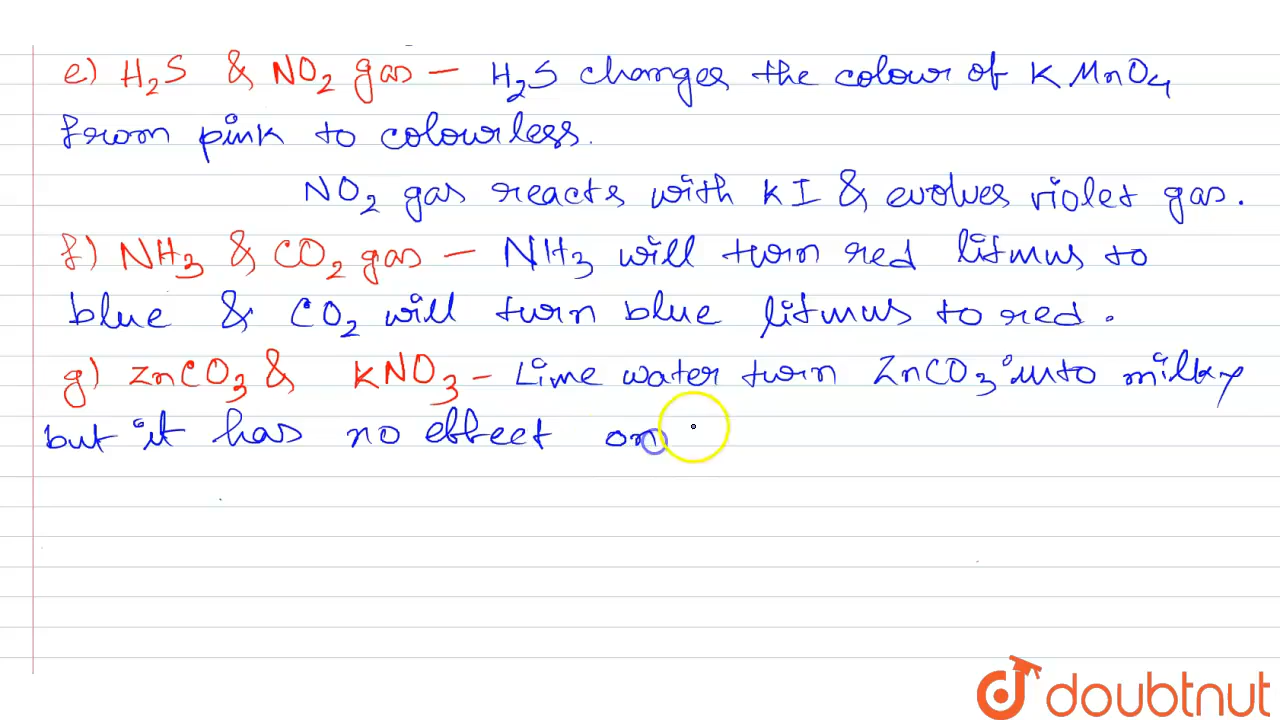 e) H₂S & NO₂ gas — H₂S changes the colour of KMnO₄
from pink to colourless.
NO₂ gas reacts with KI & evolves violet gas.
f) NH₃ & CO₂ gas — NH₃ will turn red litmus to
blue & CO₂ will turn blue litmus to red.
g) ZnCO₃ & KNO₃ - Lime water turn ZnCO₃ into milky
but it has no effect on
doubtnut